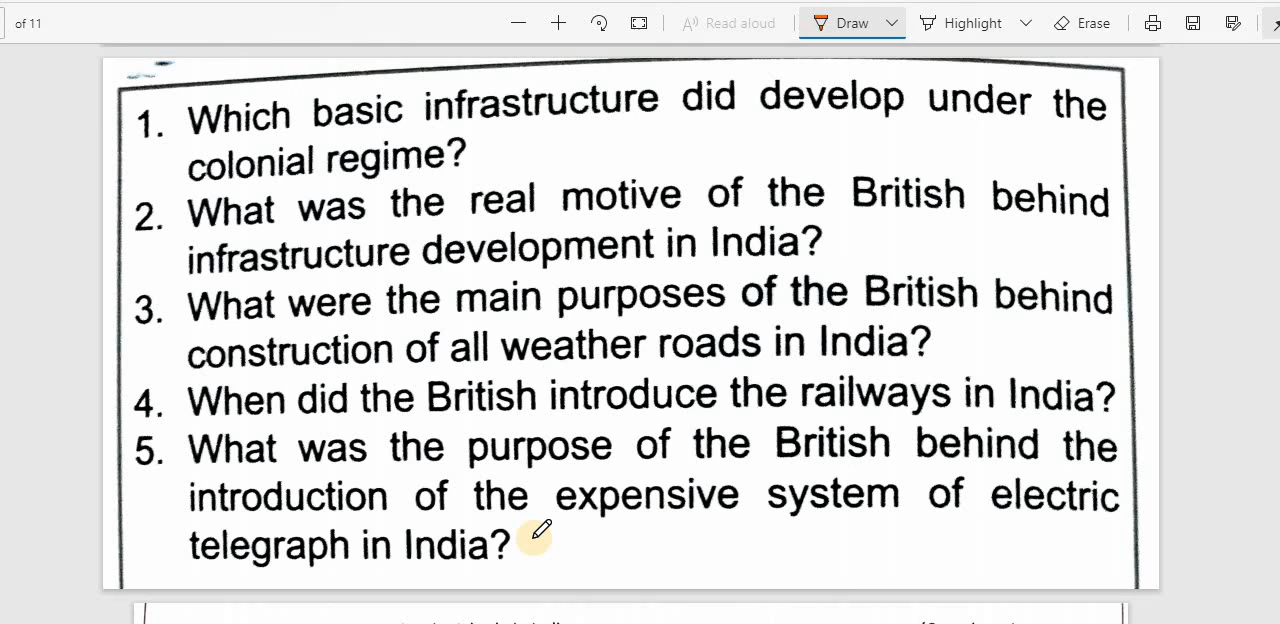 of 11
Read aloud
Draw
Highlight
Erase
1. Which basic infrastructure did develop under the
colonial regime?
2. What was the real motive of the British behind
infrastructure development in India?
3. What were the main purposes of the British behind
construction of all weather roads in India?
4. When did the British introduce the railways in India?
5. What was the purpose of the British behind the
introduction of the expensive system of electric
telegraph in India?